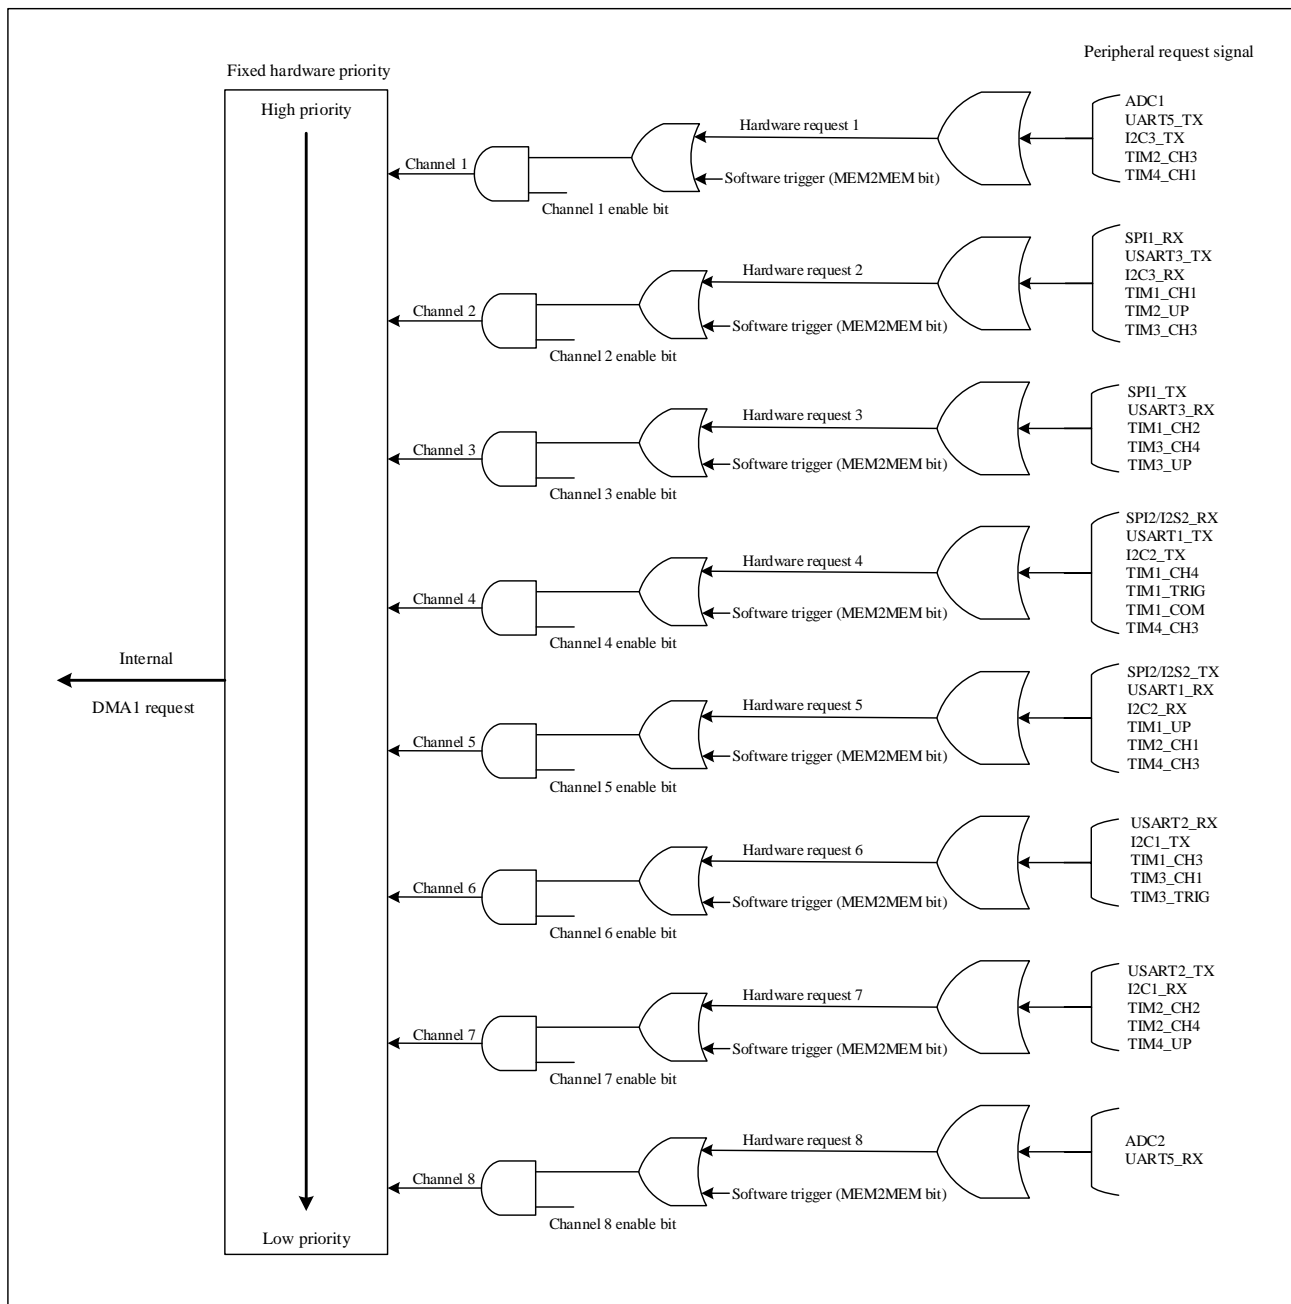 Peripheral request signal
Fixed hardware priority
High priority
ADC1
UART5_TX
I2C3_TX
TIM2_CH3
TIM4_CH1
Hardware request 1
Channel 1
Software trigger (MEM2MEM bit)
Channel 1 enable bit
SPI1_RX
USART3_TX
I2C3_RX
TIM1_CH1
TIM2_UP
TIM3_CH3
Hardware request 2
Channel 2
Software trigger (MEM2MEM bit)
Channel 2 enable bit
SPI1_TX
USART3_RX
TIM1_CH2
TIM3_CH4
TIM3_UP
Hardware request 3
Channel 3
Software trigger (MEM2MEM bit)
Channel 3 enable bit
SPI2/I2S2_RX
USART1_TX
I2C2_TX
TIM1_CH4
TIM1_TRIG
TIM1_COM
TIM4_CH3
Hardware request 4
Channel 4
Software trigger (MEM2MEM bit)
Channel 4 enable bit
Internal
DMA1 request
SPI2/I2S2_TX
USART1_RX
I2C2_RX
TIM1_UP
TIM2_CH1
TIM4_CH3
Hardware request 5
Channel 5
Software trigger (MEM2MEM bit)
Channel 5 enable bit
USART2_RX
I2C1_TX
TIM1_CH3
TIM3_CH1
TIM3_TRIG
Hardware request 6
Channel 6
Software trigger (MEM2MEM bit)
Channel 6 enable bit
USART2_TX
I2C1_RX
TIM2_CH2
TIM2_CH4
TIM4_UP
Hardware request 7
Channel 7
Software trigger (MEM2MEM bit)
Channel 7 enable bit
ADC2
UART5_RX
Hardware request 8
Channel 8
Software trigger (MEM2MEM bit)
Channel 8 enable bit
Low priority